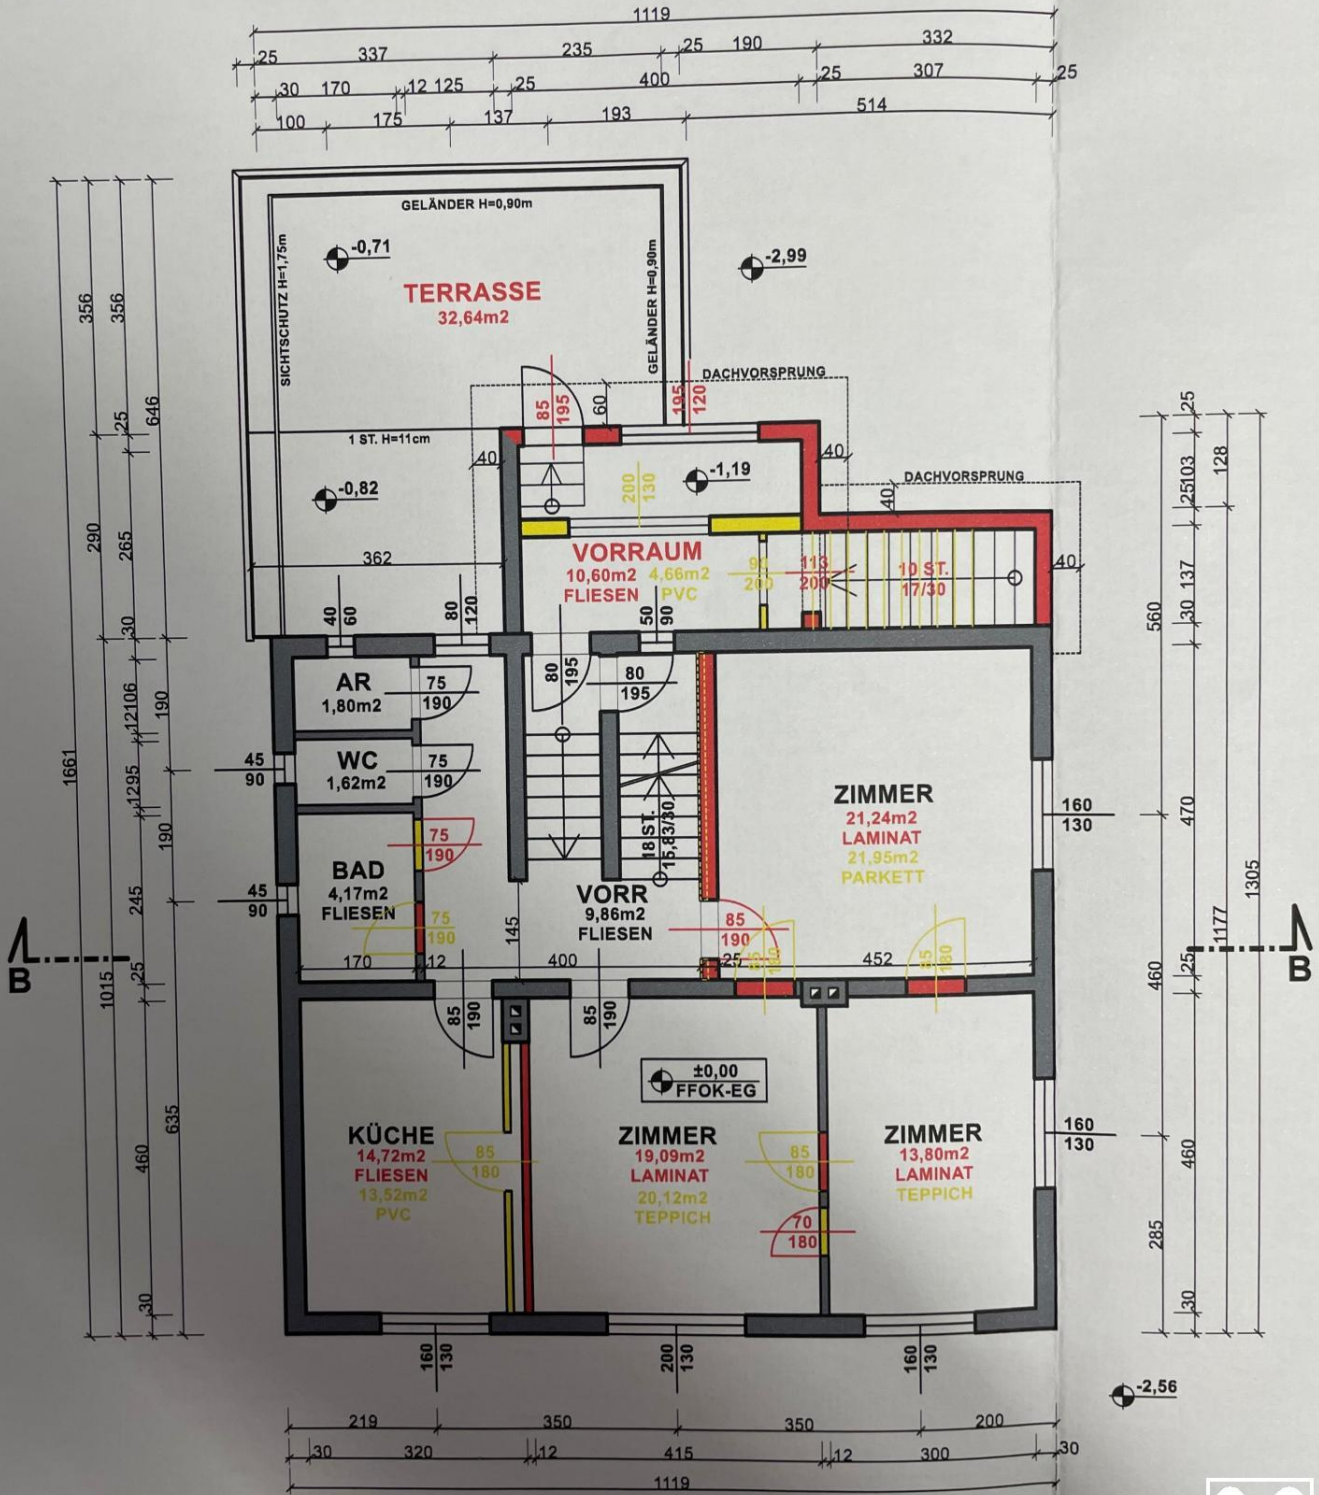 1119
25 337 235 25 190 332
30 170 12 125 25 400 25 307 25
100 175 137 193 514
GELÄNDER H=0,90m
SICHTSCHUTZ H=1,75m
-0,71
-2,99
TERRASSE
32,64m2
GELÄNDER H=0,90m
DACHVORSPRUNG
85
195
60
195
120
1 ST. H=11cm
40
-0,82
200
130
-1,19
40
DACHVORSPRUNG
40
362
VORRAUM
10,60m2 4,66m2
FLIESEN PVC
90
200
113
200
10 ST.
17/30
40
40
60
80
120
50
90
AR
1,80m2
75
190
80
195
80
195
WC
1,62m2
75
190
45
90
ZIMMER
21,24m2
LAMINAT
21,95m2
PARKETT
160
130
18 ST.
15,83/30
75
190
BAD
4,17m2
FLIESEN
45
90
75
190
VORR
9,86m2
FLIESEN
145
85
190
85
180
85
180
170 12 400 25 452
B
B
85
190
85
190
±0,00
FFOK-EG
KÜCHE
14,72m2
FLIESEN
13,52m2
PVC
85
180
ZIMMER
19,09m2
LAMINAT
20,12m2
TEPPICH
85
180
70
180
ZIMMER
13,80m2
LAMINAT
TEPPICH
160
130
160
130
200
130
160
130
-2,56
219 350 350 200
30 320 12 415 12 300 30
1119
1661
356
290
1015
356
25
265
30
12106
1295
245
25
460
30
646
190
190
635
560
460
285
25
25103
137
30
470
25
460
30
128
1177
1305